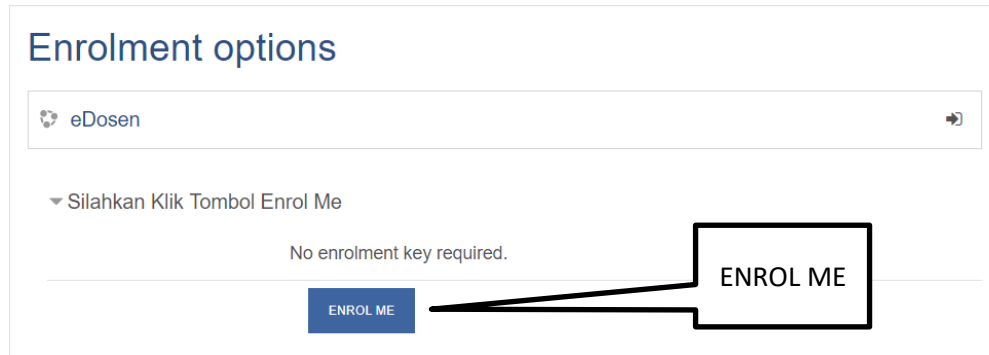 Enrolment options
eDosen
Silahkan Klik Tombol Enrol Me
No enrolment key required.
ENROL ME
ENROL ME